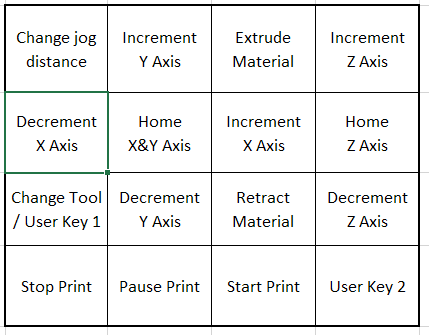 Change jog
distance
Increment
Y Axis
Extrude
Material
Increment
Z Axis
Decrement
X Axis
Home
X&Y Axis
Increment
X Axis
Home
Z Axis
Change Tool
/ User Key 1
Decrement
Y Axis
Retract
Material
Decrement
Z Axis
Stop Print
Pause Print
Start Print
User Key 2